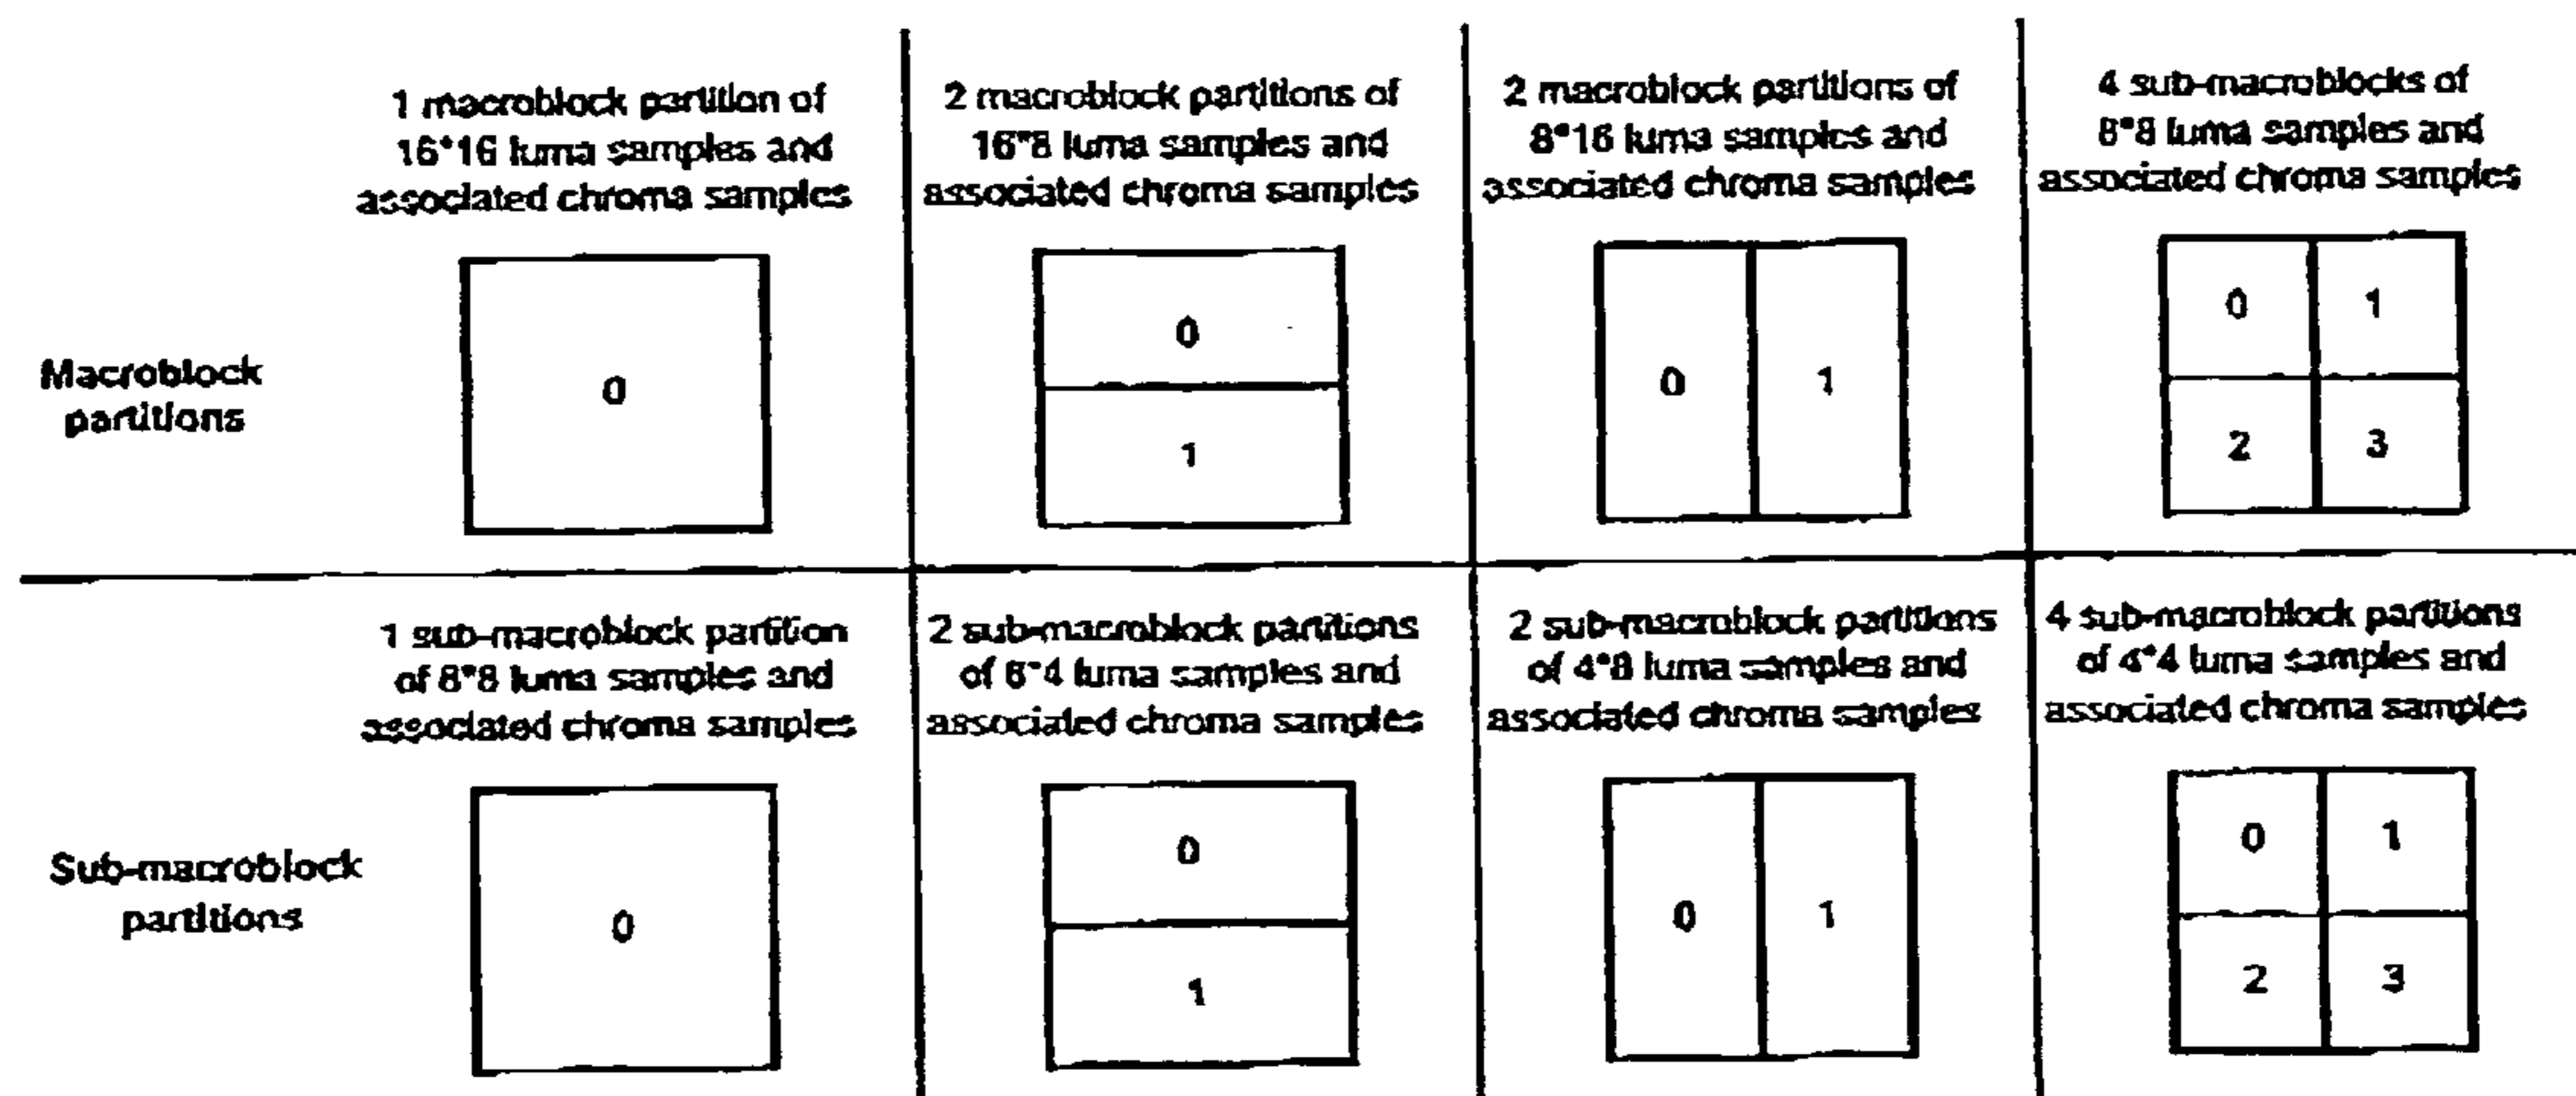 1 macroblock partition of
16*16 luma samples and
associated chroma samples
2 macroblock partitions of
16*8 luma samples and
associated chroma samples
2 macroblock partitions of
8*16 luma samples and
associated chroma samples
4 sub-macroblocks of
8*8 luma samples and
associated chroma samples
Macroblock
partitions
0
0
1
0
1
0
1
2
3
1 sub-macroblock partition
of 8*8 luma samples and
associated chroma samples
2 sub-macroblock partitions
of 8*4 luma samples and
associated chroma samples
2 sub-macroblock partitions
of 4*8 luma samples and
associated chroma samples
4 sub-macroblock partitions
of 4*4 luma samples and
associated chroma samples
Sub-macroblock
partitions
0
0
1
0
1
0
1
2
3